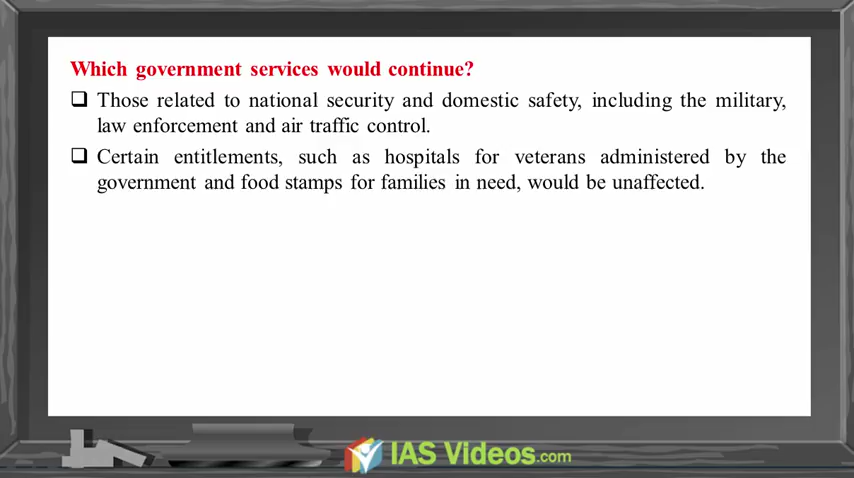 Which government services would continue?
❑ Those related to national security and domestic safety, including the military,
law enforcement and air traffic control.
❑ Certain entitlements, such as hospitals for veterans administered by the
government and food stamps for families in need, would be unaffected.
IAS Videos.com